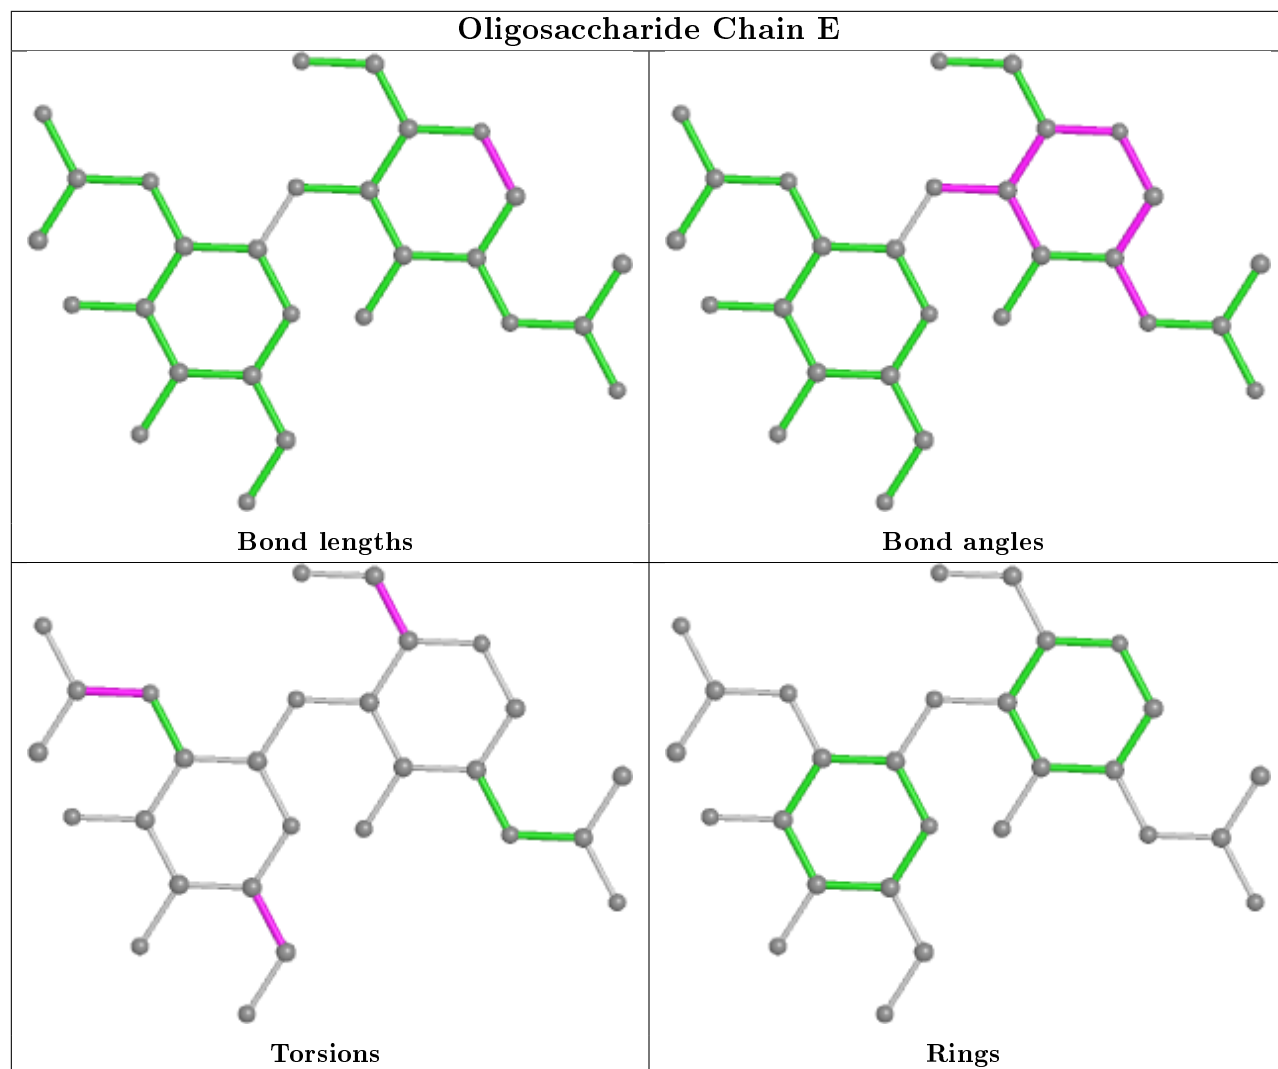 Oligosaccharide Chain E
Bond lengths
Bond angles
Torsions
Rings